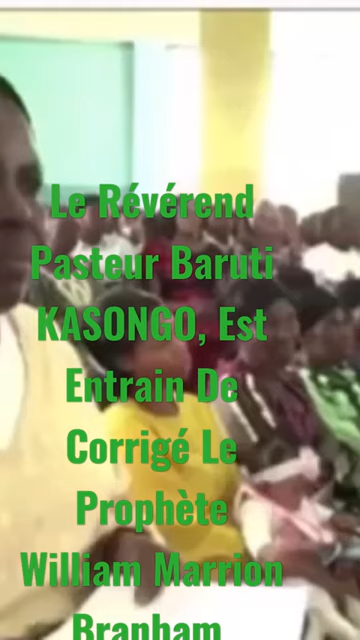 Le Révérend
Pasteur Baruti
KASONGO, Est
Entrain De
Corrigé Le
Prophète
William Marrion
Branham